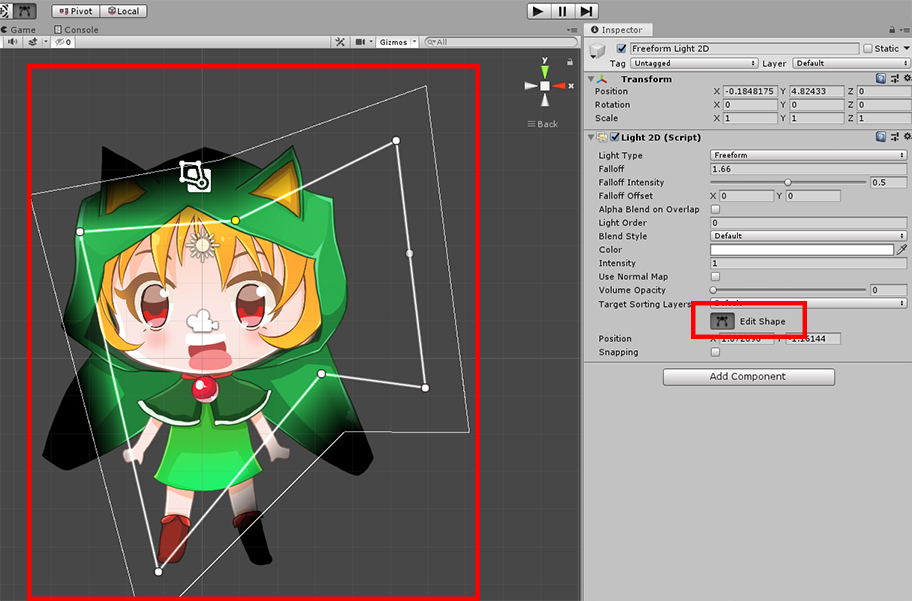 Pivot Local
Game Console
0 Gizmos All
Inspector
Freeform Light 2D Static
Tag Untagged Layer Default
Transform
Position X -0.1848175 Y 4.82433 Z 0
Rotation X 0 Y 0 Z 0
Scale X 1 Y 1 Z 1
Light 2D (Script)
Light Type Freeform
Falloff 1.66
Falloff Intensity 0.5
Falloff Offset X 0 Y 0
Alpha Blend on Overlap
Light Order 0
Blend Style Default
Color
Intensity 1
Use Normal Map
Volume Opacity 0
Target Sorting Layers
Edit Shape
Position
Snapping
Add Component
y
x
Back